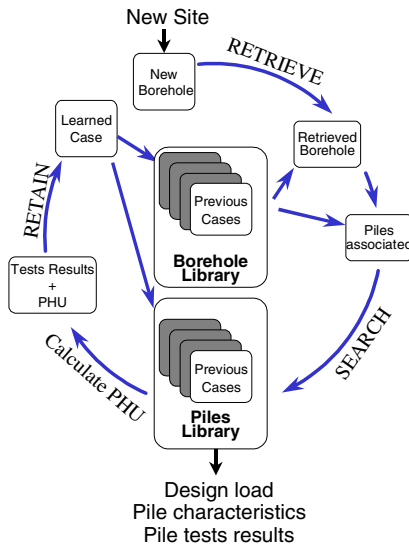 New Site
New
Borehole
RETRIEVE
Learned
Case
Retrieved
Borehole
Previous
Cases
Borehole
Library
RETAIN
Piles
associated
Tests Results
+
PHU
SEARCH
Calculate PHU
Previous
Cases
Piles
Library
Design load
Pile characteristics
Pile tests results